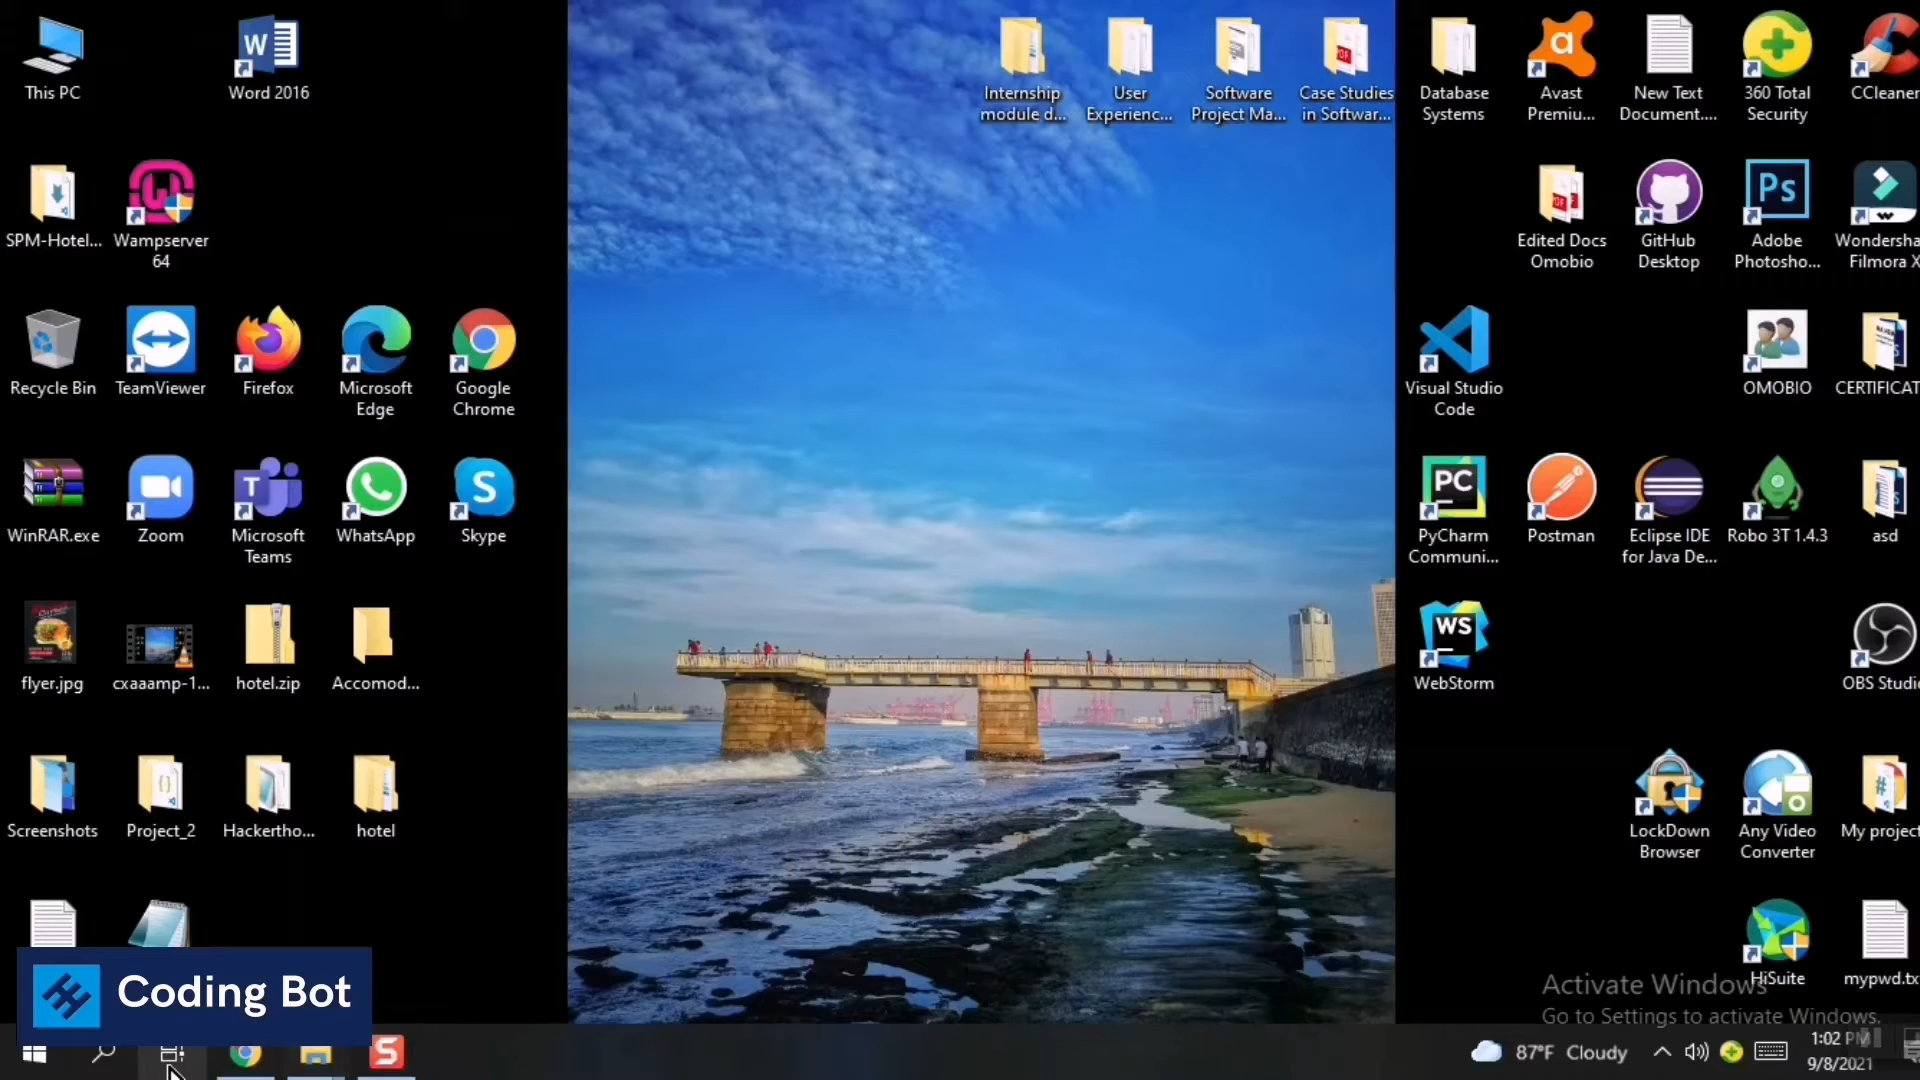 This PC
Word 2016
Internship
module d...
User
Experienc...
Software
Project Ma...
Case Studies
in Softwar...
Database
Systems
Avast
Premiu...
New Text
Document....
360 Total
Security
CCleaner
SPM-Hotel...
Wampserver
64
Edited Docs
Omobio
GitHub
Desktop
Adobe
Photosho...
Wondersha
Filmora X
Recycle Bin
TeamViewer
Firefox
Microsoft
Edge
Google
Chrome
Visual Studio
Code
OMOBIO
CERTIFICAT
WinRAR.exe
Zoom
Microsoft
Teams
WhatsApp
Skype
PyCharm
Communi...
Postman
Eclipse IDE
for Java De...
Robo 3T 1.4.3
asd
flyer.jpg
cxaaamp-1...
hotel.zip
Accomod...
WebStorm
OBS Studio
Screenshots
Project_2
Hackertho...
hotel
LockDown
Browser
Any Video
Converter
My project
HiSuite
mypwd.tx
Coding Bot
Activate Windows
Go to Settings to activate Windows.
87°F Cloudy
1:02 PM
9/8/2021